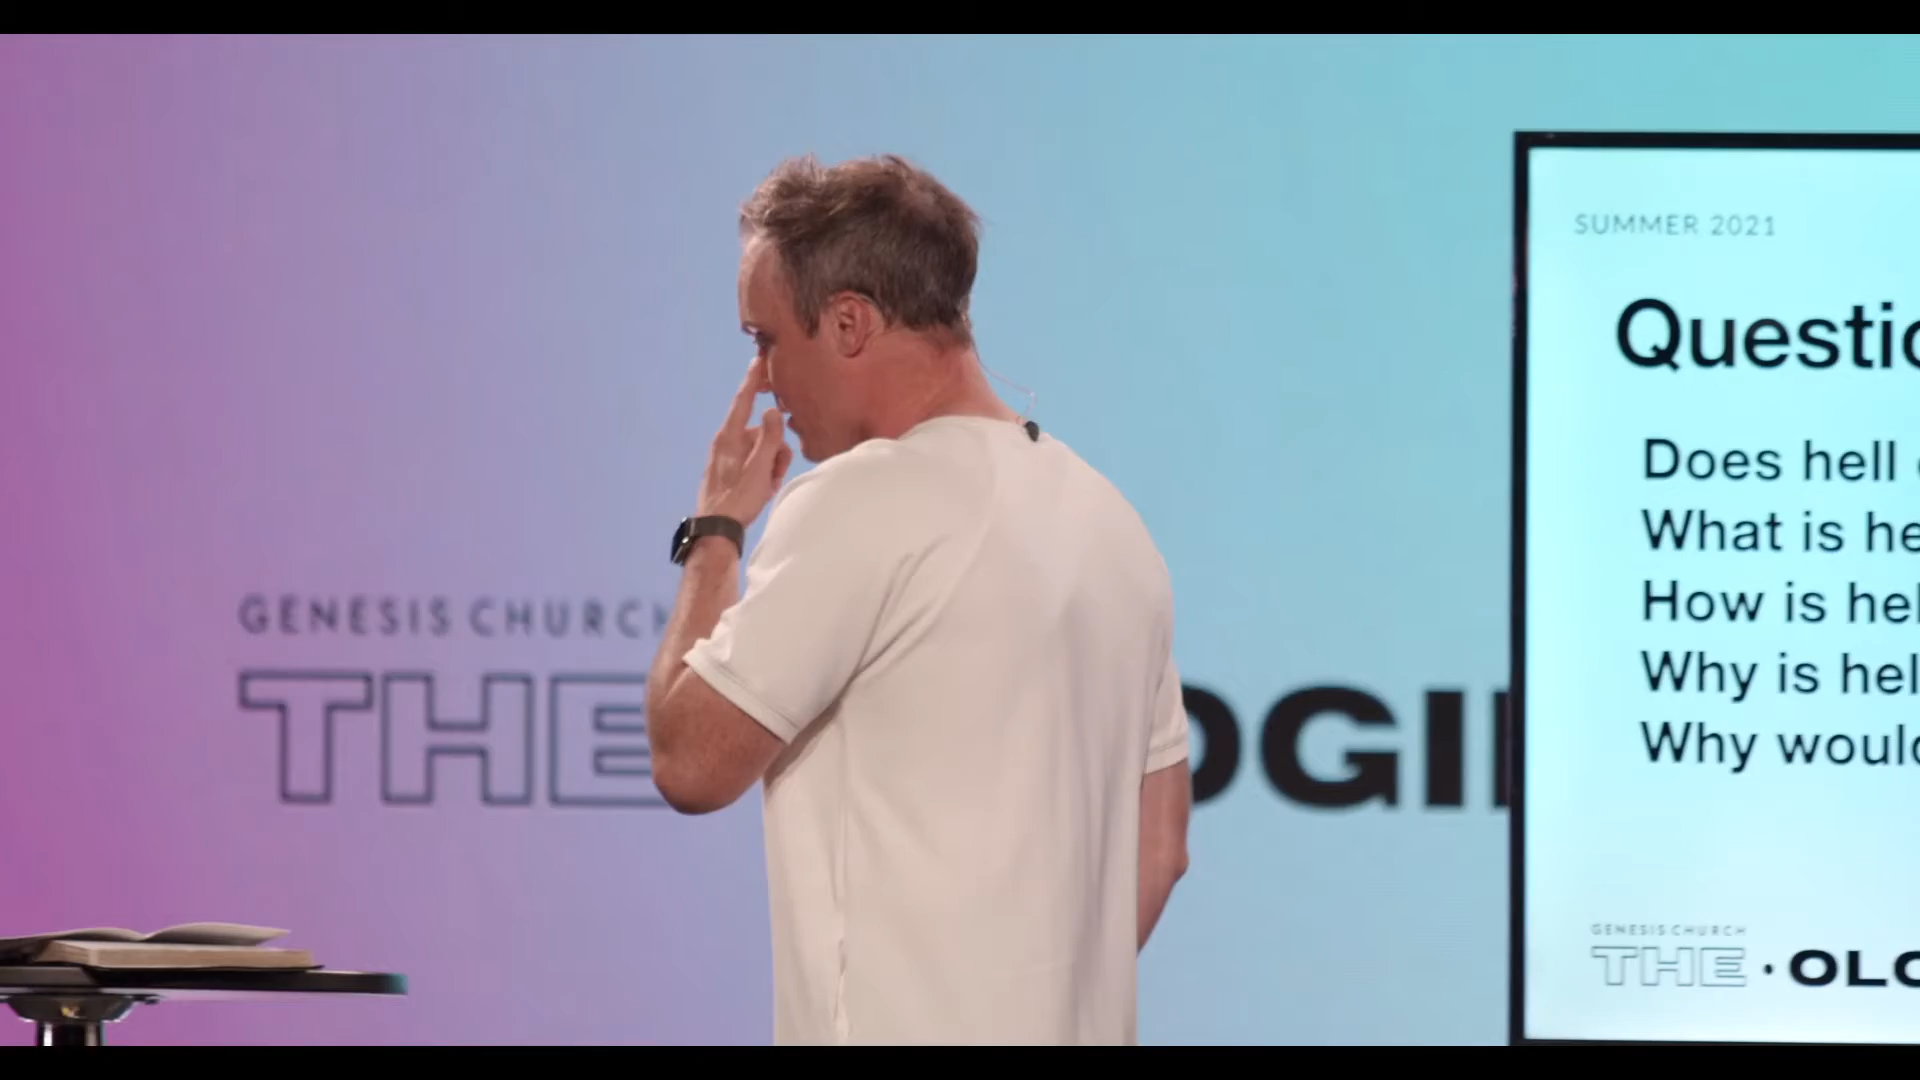 GENESIS CHURCH
THE
OGI
SUMMER 2021
Questio
Does hell
What is he
How is hel
Why is hel
Why would
GENESIS CHURCH
THE · OLO